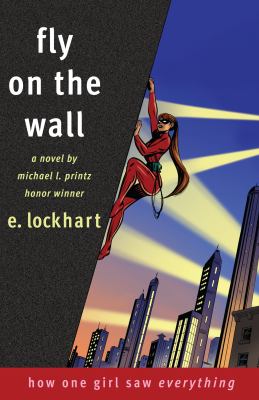 fly
on the
wall
a novel by
michael l. printz
honor winner
e. lockhart
how one girl saw everything